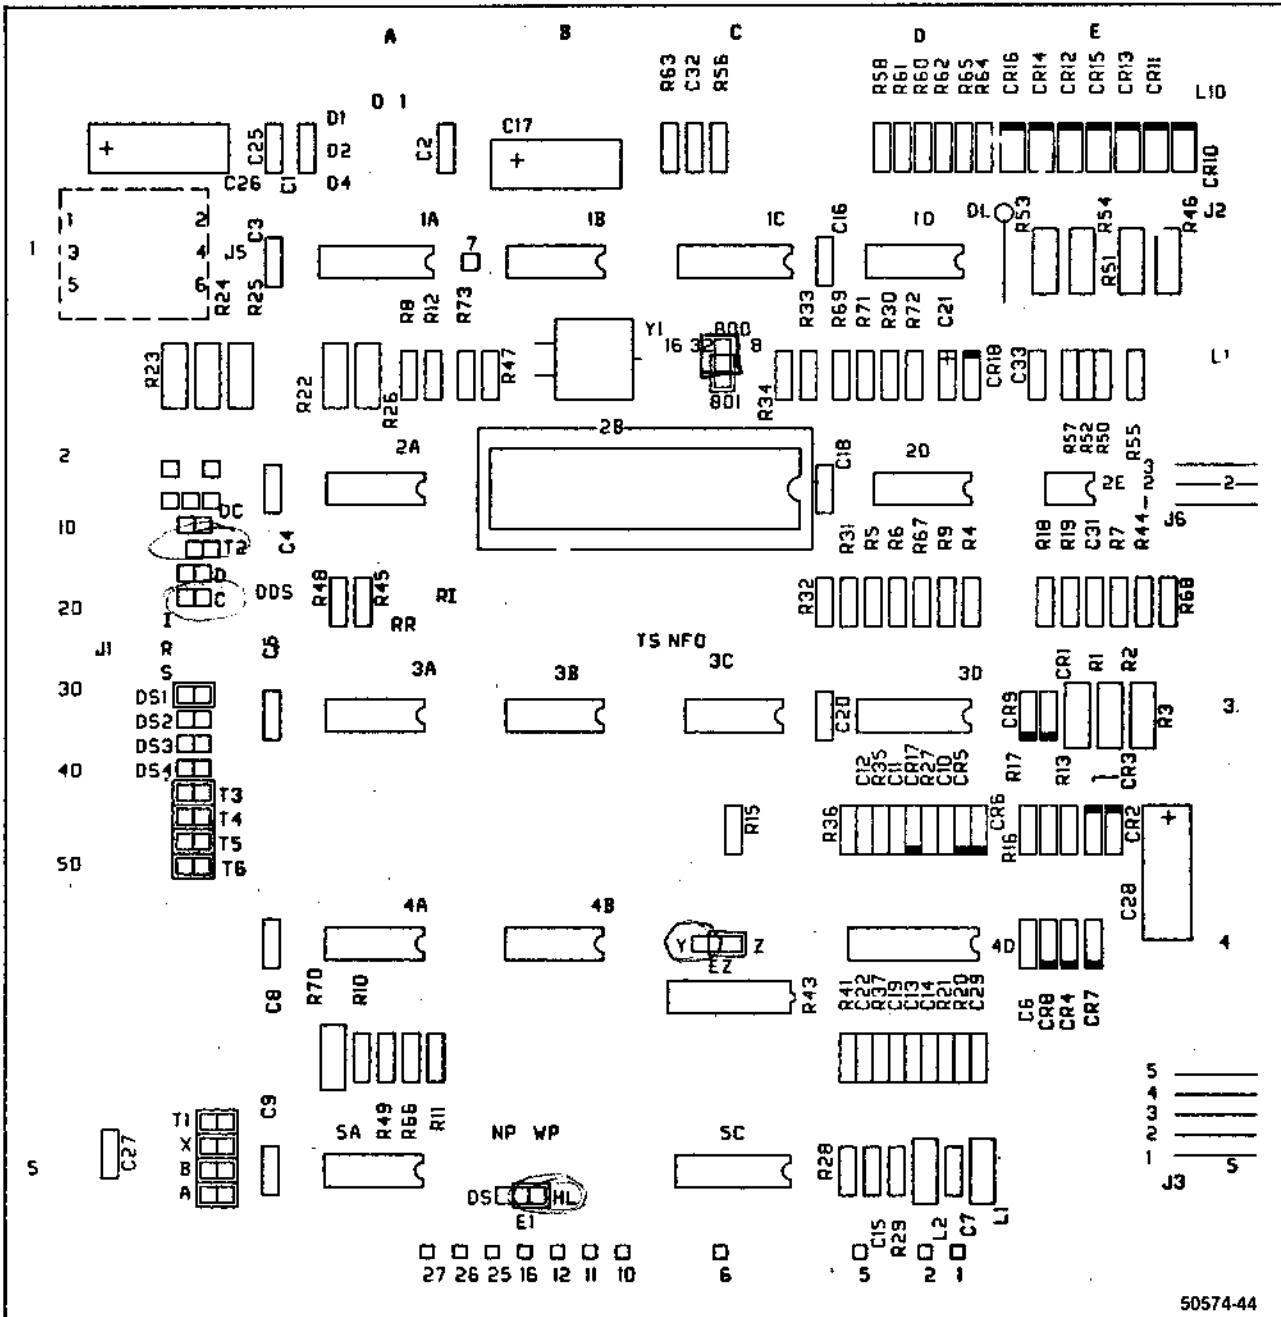 A B C D E
R63 C32 R56 R58 R61 R60 R62 R65 R64 CR16 CR14 CR12 CR15 CR13 CR11 L10
0 1
D1
C25 C1 D2 C2 C17 + +
C26 D4 CR10
1 2 C3 1A 1B 1C C16 1D DL R53 R54 R46 J2
1 3 4 J5 7
5 6 R24 R25 R51
R8 R12 R73 R33 R69 R71 R30 R72 C21
Y1 16 32 800 8
R23 R22 R26 R47 801 R34 + CR18 C33 L1
R57 R52 R50 R55
2 2A 2B C18 2D 2E 3 2
DC J6
10 T2 C4 R31 R5 R6 R67 R9 R4 R18 R19 C31 R7 R44
D
20 C DDS R48 R45 RI R32 R68
I RR
J1 R TS NFO
S 3A 3B 3C 3D CR1 R1 R2
30 DS1
DS2 C20 CR9 R3 3
DS3
40 DS4 C12 R35 C11 CR17 R27 C10 CR5 R17 R13 CR3
T3
T4 R15 R36 CR6 R16 CR2 +
T5
50 T6
4A 4B C28
Y EZ Z 4D 4
C8 R70 R10 R43 R41 C22 R37 C19 C13 C14 R21 R20 C29 C6 CR8 CR4 CR7
5
4
3
2
1 5
J3
C9 R49 R66 R11
T1
X 5A NP WP 5C
5 C27 B R28
A DS HL
E1 C15 R29 L2 C7 L1
27 26 25 16 12 11 10 6 5 2 1
50574-44